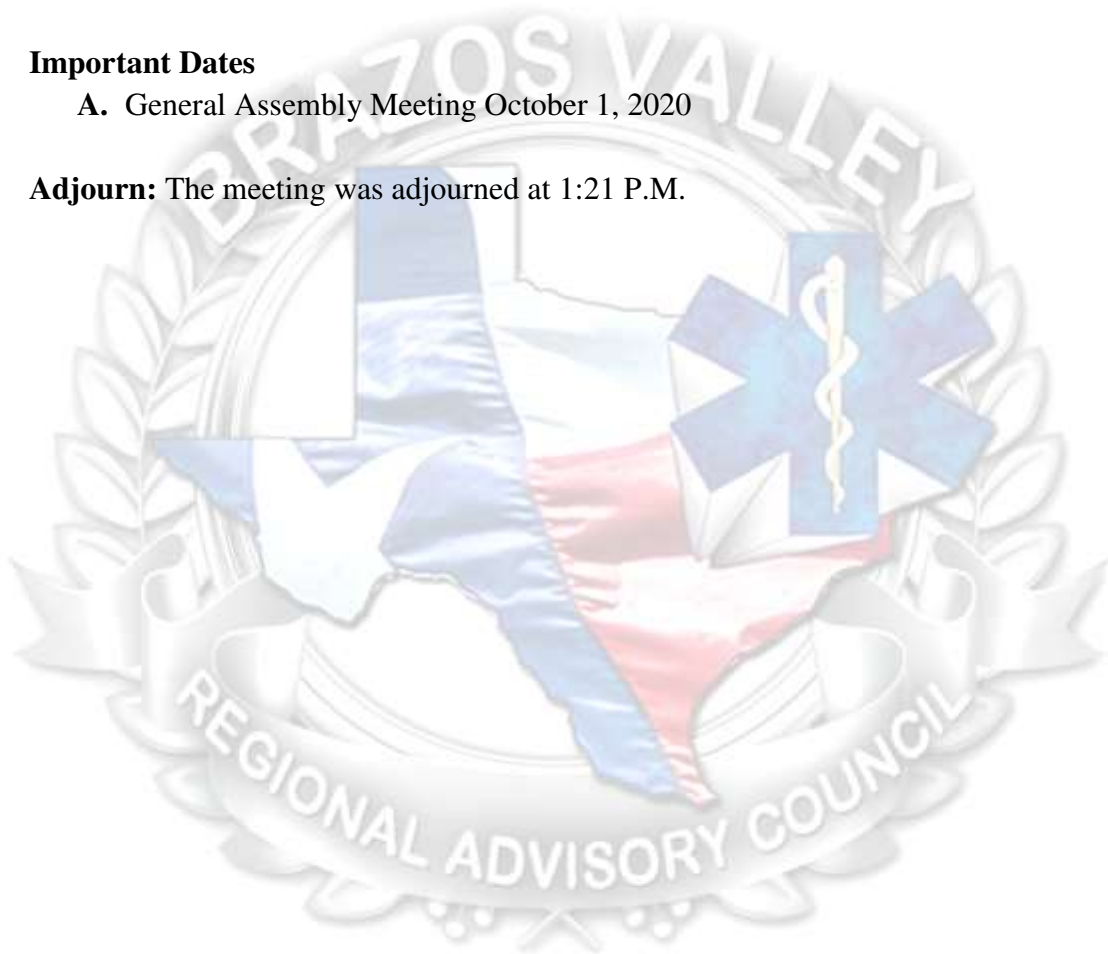 Important Dates
A. General Assembly Meeting October 1, 2020
Adjourn: The meeting was adjourned at 1:21 P.M.
BRAZOS VALLEY
REGIONAL ADVISORY COUNCIL